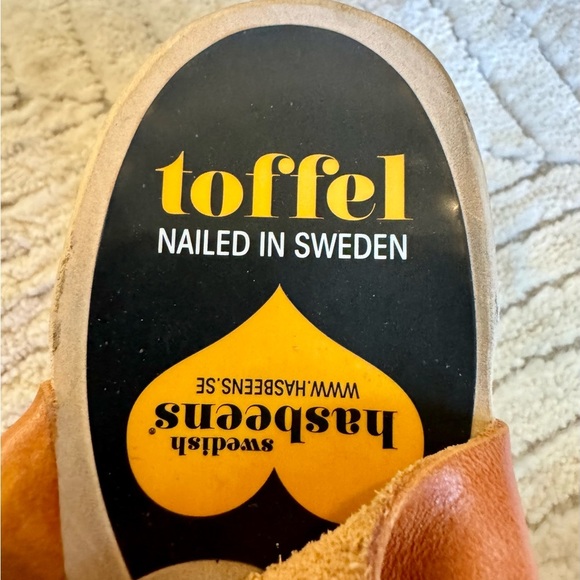 toffel
NAILED IN SWEDEN
swedish
hasbeens®
WWW.HASBEENS.SE